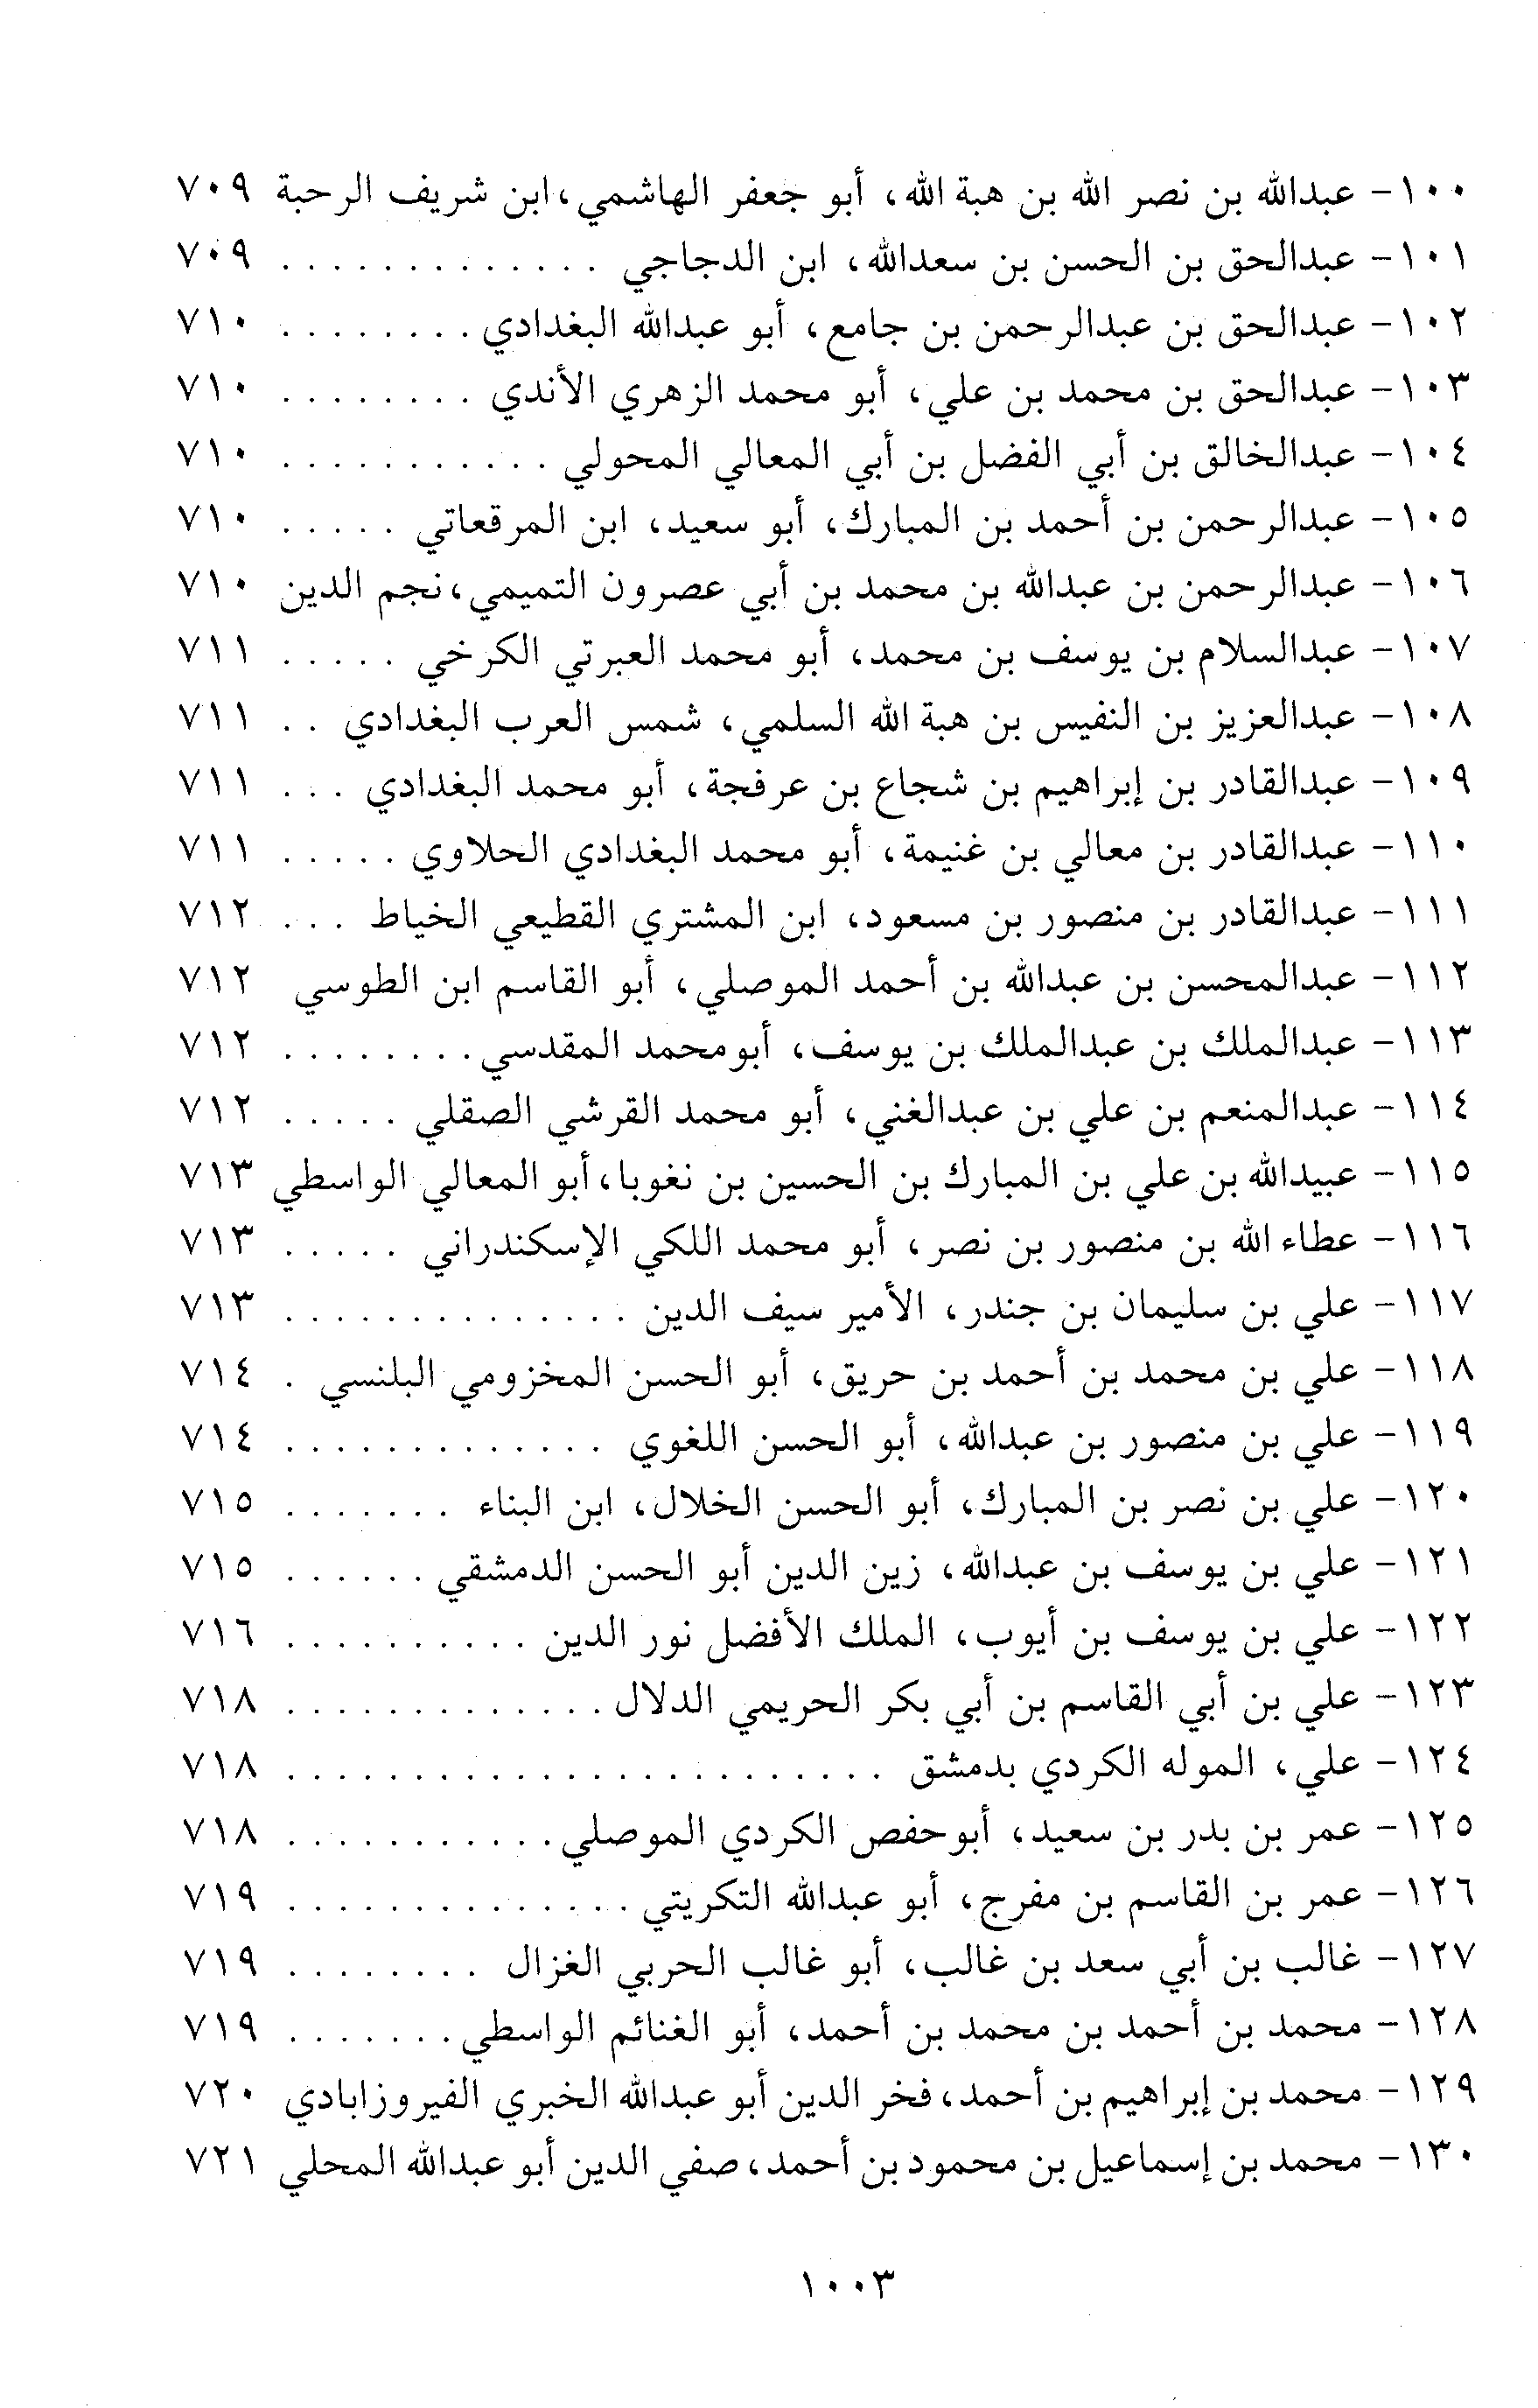 ١٠٠- عبدالله بن نصر الله بن هبة الله، أبو جعفر الهاشمي، ابن شريف الرحبة ٧٠٩
١٠١- عبدالحق بن الحسن بن سعدالله، ابن الدجاجي . . . . . . . . . . . . . ٧٠٩
١٠٢- عبدالحق بن عبدالرحمن بن جامع، أبو عبدالله البغدادي . . . . . . . . ٧١٠
١٠٣- عبدالحق بن محمد بن علي، أبو محمد الزهري الأندي . . . . . . . . ٧١٠
١٠٤- عبدالخالق بن أبي الفضل بن أبي المعالي المحولي . . . . . . . . . . . ٧١٠
١٠٥- عبدالرحمن بن أحمد بن المبارك، أبو سعيد، ابن المرقعاتي . . . . . ٧١٠
١٠٦- عبدالرحمن بن عبدالله بن محمد بن أبي عصرون التميمي، نجم الدين ٧١٠
١٠٧- عبدالسلام بن يوسف بن محمد، أبو محمد العبرتي الكرخي . . . . . ٧١١
١٠٨- عبدالعزيز بن النفيس بن هبة الله السلمي، شمس العرب البغدادي . . ٧١١
١٠٩- عبدالقادر بن إبراهيم بن شجاع بن عرفجة، أبو محمد البغدادي . . . ٧١١
١١٠- عبدالقادر بن معالي بن غنيمة، أبو محمد البغدادي الحلاوي . . . . . ٧١١
١١١- عبدالقادر بن منصور بن مسعود، ابن المشتري القطيعي الخياط . . . ٧١٢
١١٢- عبدالمحسن بن عبدالله بن أحمد الموصلي، أبو القاسم ابن الطوسي ٧١٢
١١٣- عبدالملك بن عبدالملك بن يوسف، أبومحمد المقدسي . . . . . . . . ٧١٢
١١٤- عبدالمنعم بن علي بن عبدالغني، أبو محمد القرشي الصقلي . . . . . ٧١٢
١١٥- عبيدالله بن علي بن المبارك بن الحسين بن نغوبا، أبو المعالي الواسطي ٧١٣
١١٦- عطاء الله بن منصور بن نصر، أبو محمد اللكي الإسكندراني . . . . . ٧١٣
١١٧- علي بن سليمان بن جندر، الأمير سيف الدين . . . . . . . . . . . . . . ٧١٣
١١٨- علي بن محمد بن أحمد بن حريق، أبو الحسن المخزومي البلنسي . ٧١٤
١١٩- علي بن منصور بن عبدالله، أبو الحسن اللغوي . . . . . . . . . . . . . ٧١٤
١٢٠- علي بن نصر بن المبارك، أبو الحسن الخلال، ابن البناء . . . . . . . ٧١٥
١٢١- علي بن يوسف بن عبدالله، زين الدين أبو الحسن الدمشقي . . . . . . ٧١٥
١٢٢- علي بن يوسف بن أيوب، الملك الأفضل نور الدين . . . . . . . . . . ٧١٦
١٢٣- علي بن أبي القاسم بن أبي بكر الحريمي الدلال . . . . . . . . . . . . . ٧١٨
١٢٤- علي، الموله الكردي بدمشق . . . . . . . . . . . . . . . . . . . . . . . . ٧١٨
١٢٥- عمر بن بدر بن سعيد، أبوحفص الكردي الموصلي . . . . . . . . . . . ٧١٨
١٢٦- عمر بن القاسم بن مفرج، أبو عبدالله التكريتي . . . . . . . . . . . . . . ٧١٩
١٢٧- غالب بن أبي سعد بن غالب، أبو غالب الحربي الغزال . . . . . . . . ٧١٩
١٢٨- محمد بن أحمد بن محمد بن أحمد، أبو الغنائم الواسطي . . . . . . . ٧١٩
١٢٩- محمد بن إبراهيم بن أحمد، فخر الدين أبو عبدالله الخبري الفيروزابادي ٧٢٠
١٣٠- محمد بن إسماعيل بن محمود بن أحمد، صفي الدين أبو عبدالله المحلي ٧٢١
١٠٠٣